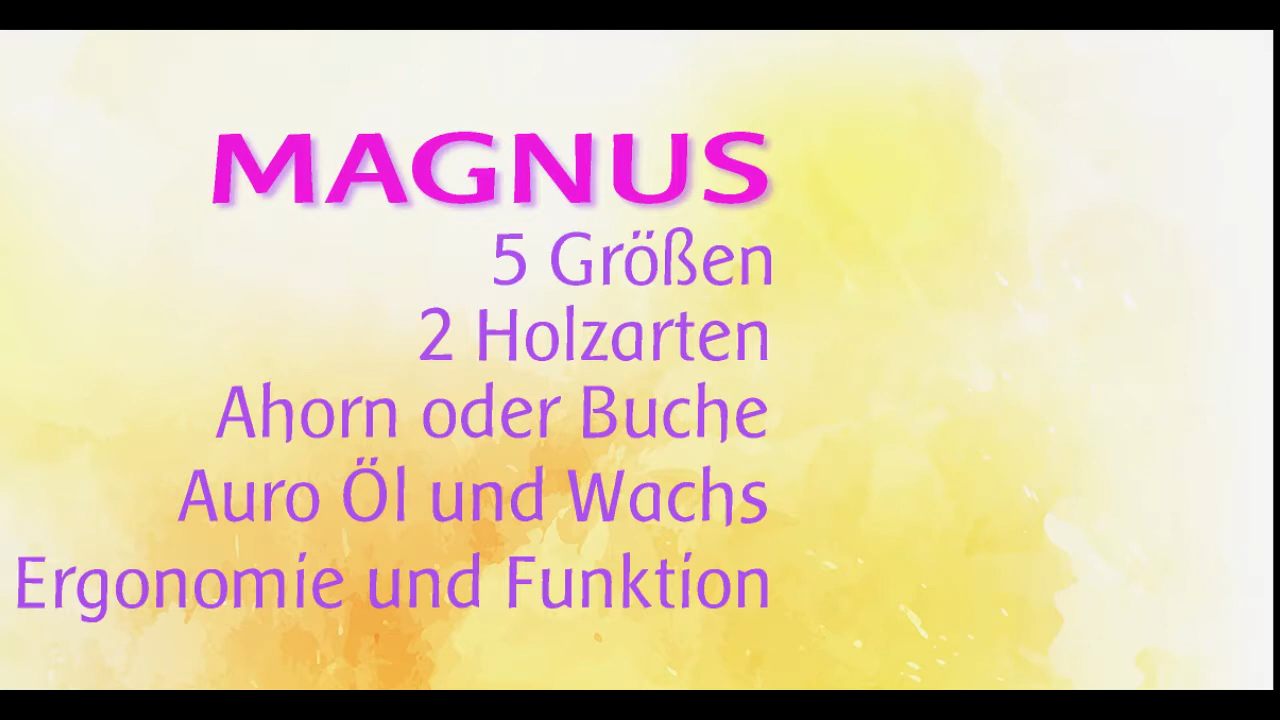 MAGNUS
5 Größen
2 Holzarten
Ahorn oder Buche
Auro Öl und Wachs
Ergonomie und Funktion